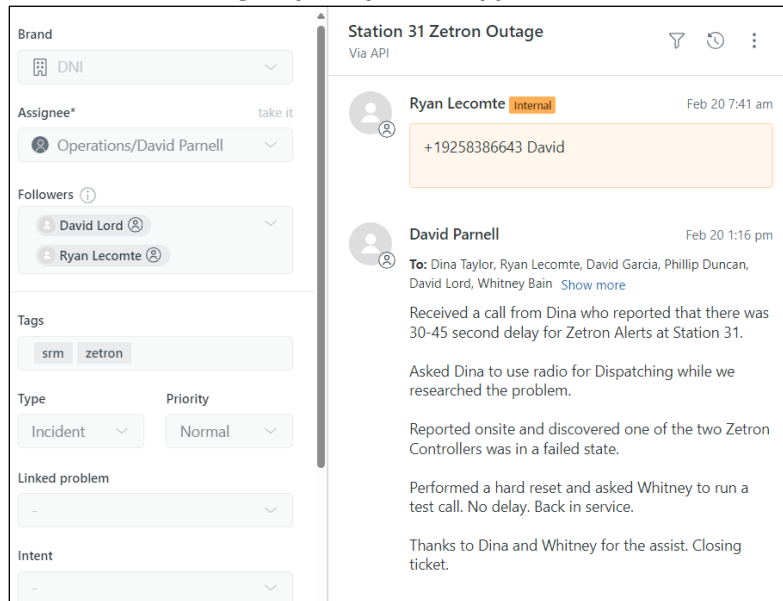 Brand
DNI
Assignee*
take it
Operations/David Parnell
Followers
David Lord
Ryan Lecomte
Tags
srm zetron
Type Priority
Incident Normal
Linked problem
-
Intent
-
Station 31 Zetron Outage
Via API
Ryan Lecomte Internal Feb 20 7:41 am
+19258386643 David
David Parnell Feb 20 1:16 pm
To: Dina Taylor, Ryan Lecomte, David Garcia, Phillip Duncan,
David Lord, Whitney Bain Show more
Received a call from Dina who reported that there was
30-45 second delay for Zetron Alerts at Station 31.
Asked Dina to use radio for Dispatching while we
researched the problem.
Reported onsite and discovered one of the two Zetron
Controllers was in a failed state.
Performed a hard reset and asked Whitney to run a
test call. No delay. Back in service.
Thanks to Dina and Whitney for the assist. Closing
ticket.